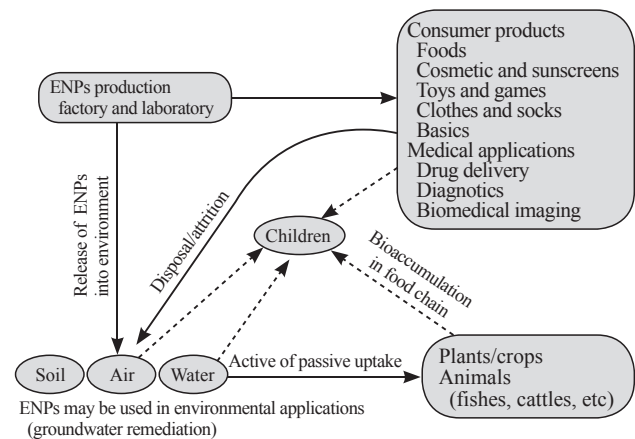 ENPs production
factory and laboratory
Consumer products
Foods
Cosmetic and sunscreens
Toys and games
Clothes and socks
Basics
Medical applications
Drug delivery
Diagnotics
Biomedical imaging
Release of ENPs
into environment
Disposal/attrition
Children
Bioaccumulation
in food chain
Soil
Air
Water
Active of passive uptake
Plants/crops
Animals
(fishes, cattles, etc)
ENPs may be used in environmental applications
(groundwater remediation)